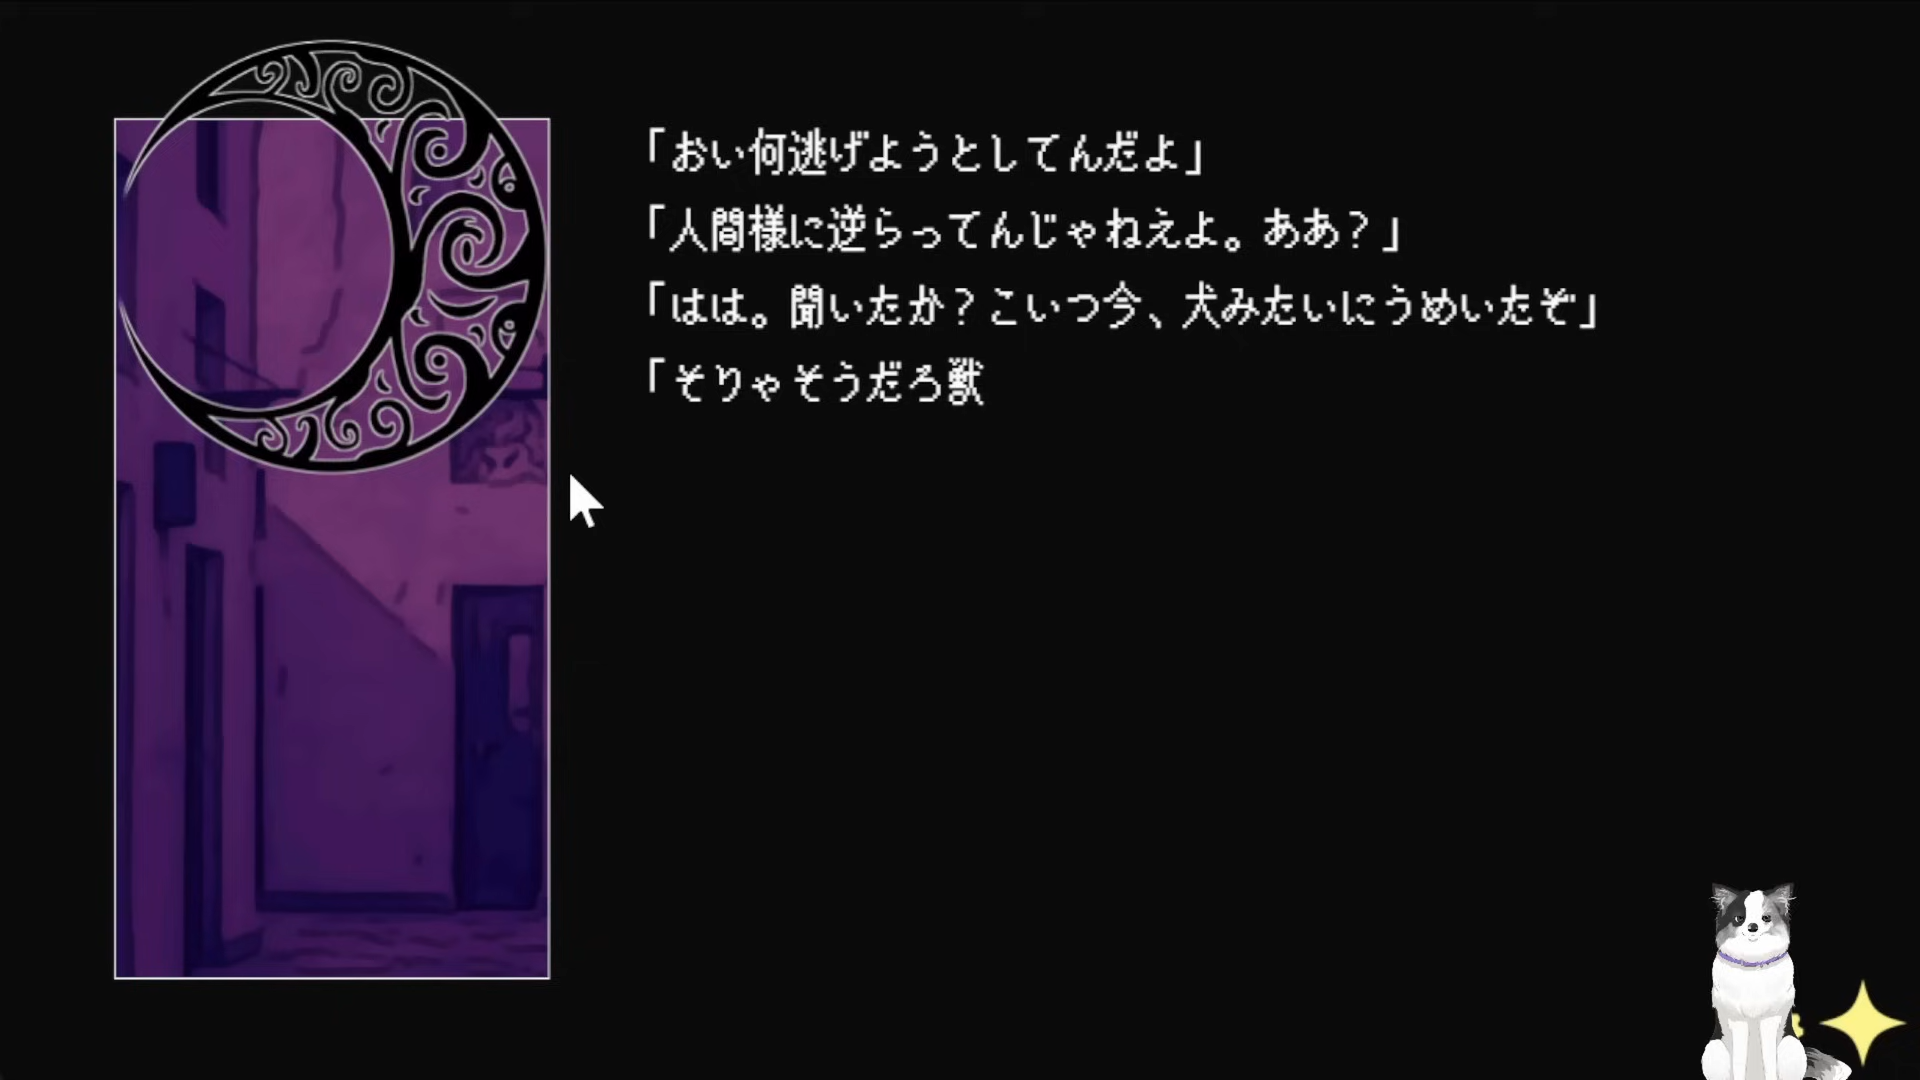 「おい何逃げようとしてんだよ」
「人間様に逆らってんじゃねえよ。ああ？」
「はは。聞いたか？こいつ今、犬みたいにうめいたぞ」
「そりゃそうだろ獣